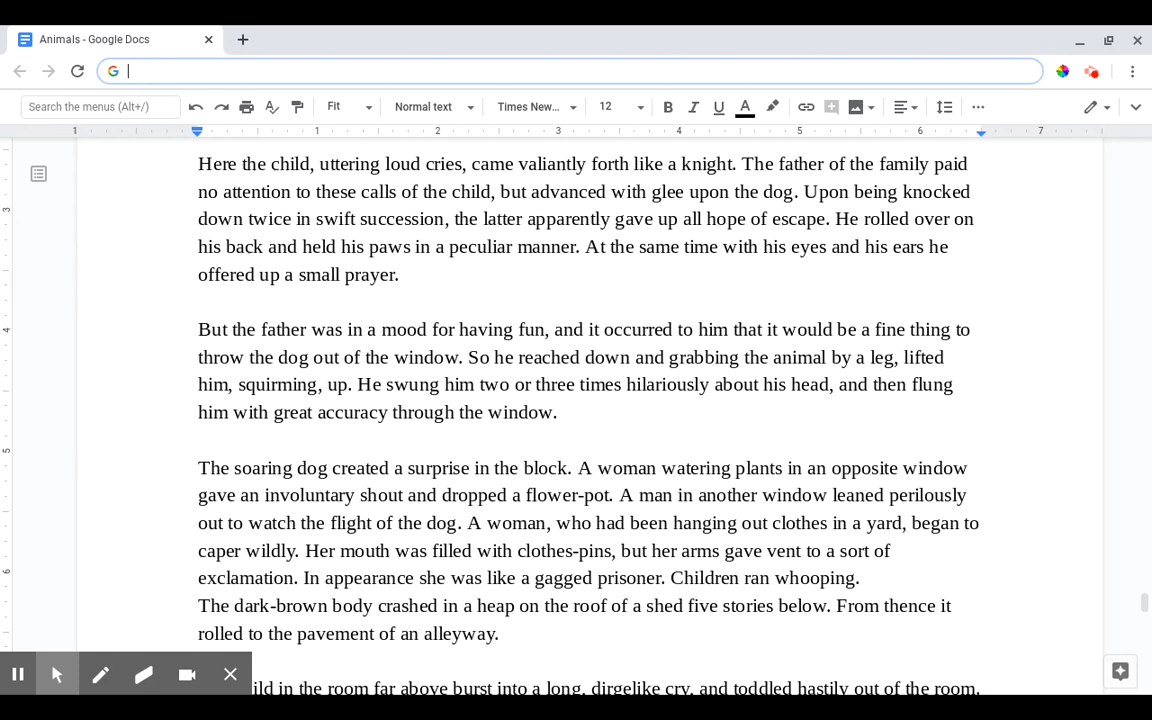 Animals - Google Docs
Search the menus (Alt+/)
Fit
Normal text
Times New...
12
1 1 2 3 4 5 6 7
Here the child, uttering loud cries, came valiantly forth like a knight. The father of the family paid
no attention to these calls of the child, but advanced with glee upon the dog. Upon being knocked
down twice in swift succession, the latter apparently gave up all hope of escape. He rolled over on
his back and held his paws in a peculiar manner. At the same time with his eyes and his ears he
offered up a small prayer.
But the father was in a mood for having fun, and it occurred to him that it would be a fine thing to
throw the dog out of the window. So he reached down and grabbing the animal by a leg, lifted
him, squirming, up. He swung him two or three times hilariously about his head, and then flung
him with great accuracy through the window.
The soaring dog created a surprise in the block. A woman watering plants in an opposite window
gave an involuntary shout and dropped a flower-pot. A man in another window leaned perilously
out to watch the flight of the dog. A woman, who had been hanging out clothes in a yard, began to
caper wildly. Her mouth was filled with clothes-pins, but her arms gave vent to a sort of
exclamation. In appearance she was like a gagged prisoner. Children ran whooping.
The dark-brown body crashed in a heap on the roof of a shed five stories below. From thence it
rolled to the pavement of an alleyway.
in the room far above burst into a long, dirgelike cry, and toddled hastily out of the room.
3
4
5
6